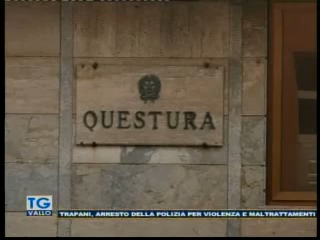 QUESTURA
TG
VALLO
TRAPANI, ARRESTO DELLA POLIZIA PER VIOLENZA E MALTRATTAMENTI